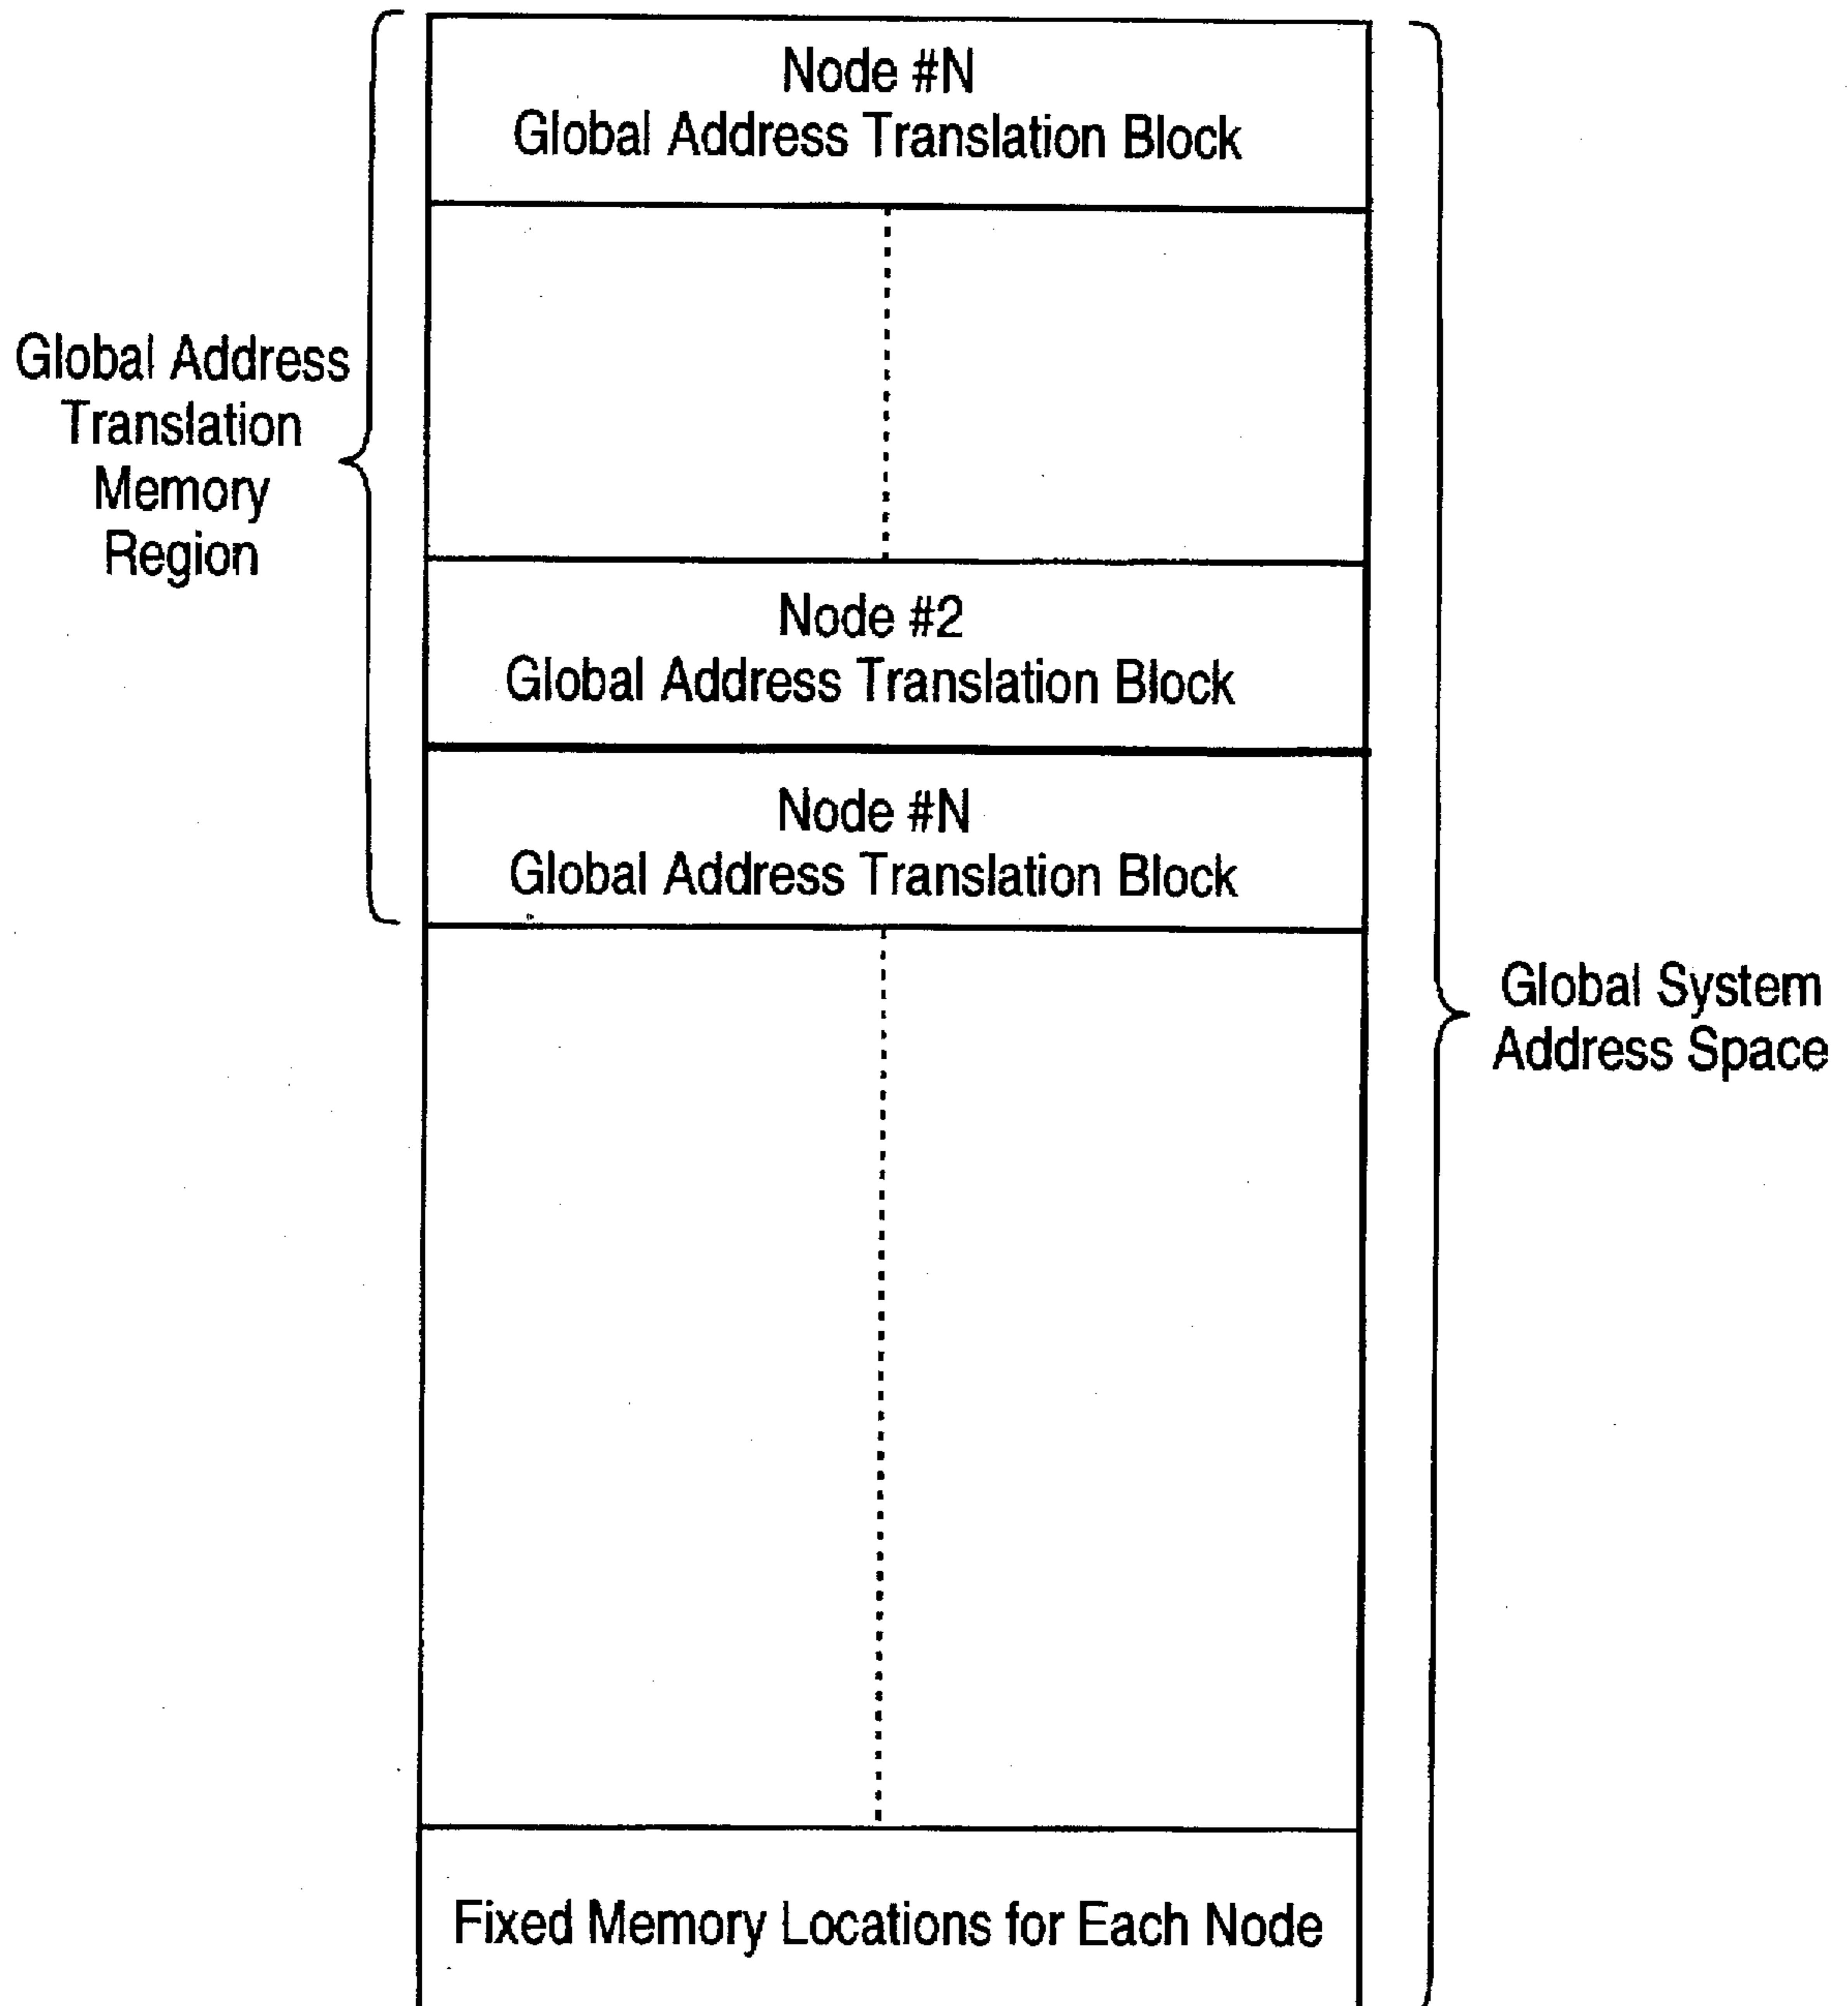 Node #N
Global Address Translation Block
Global Address
Translation
Memory
Region
Node #2
Global Address Translation Block
Node #N
Global Address Translation Block
Global System
Address Space
Fixed Memory Locations for Each Node